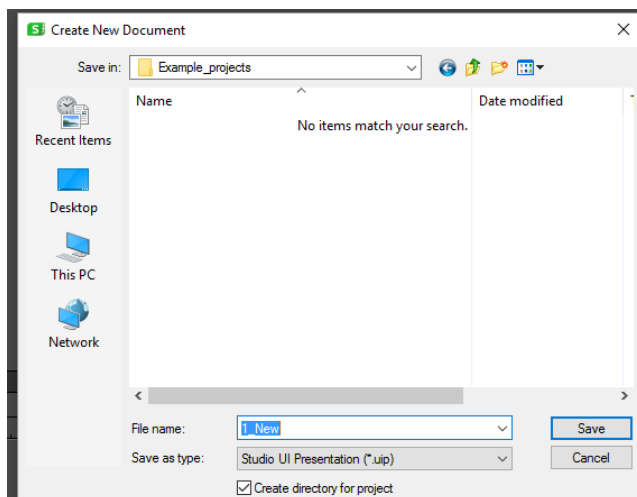 Create New Document
Save in: Example_projects
Name Date modified
No items match your search.
Recent Items
Desktop
This PC
Network
File name: 1_New Save
Save as type: Studio UI Presentation (*.uip) Cancel
Create directory for project